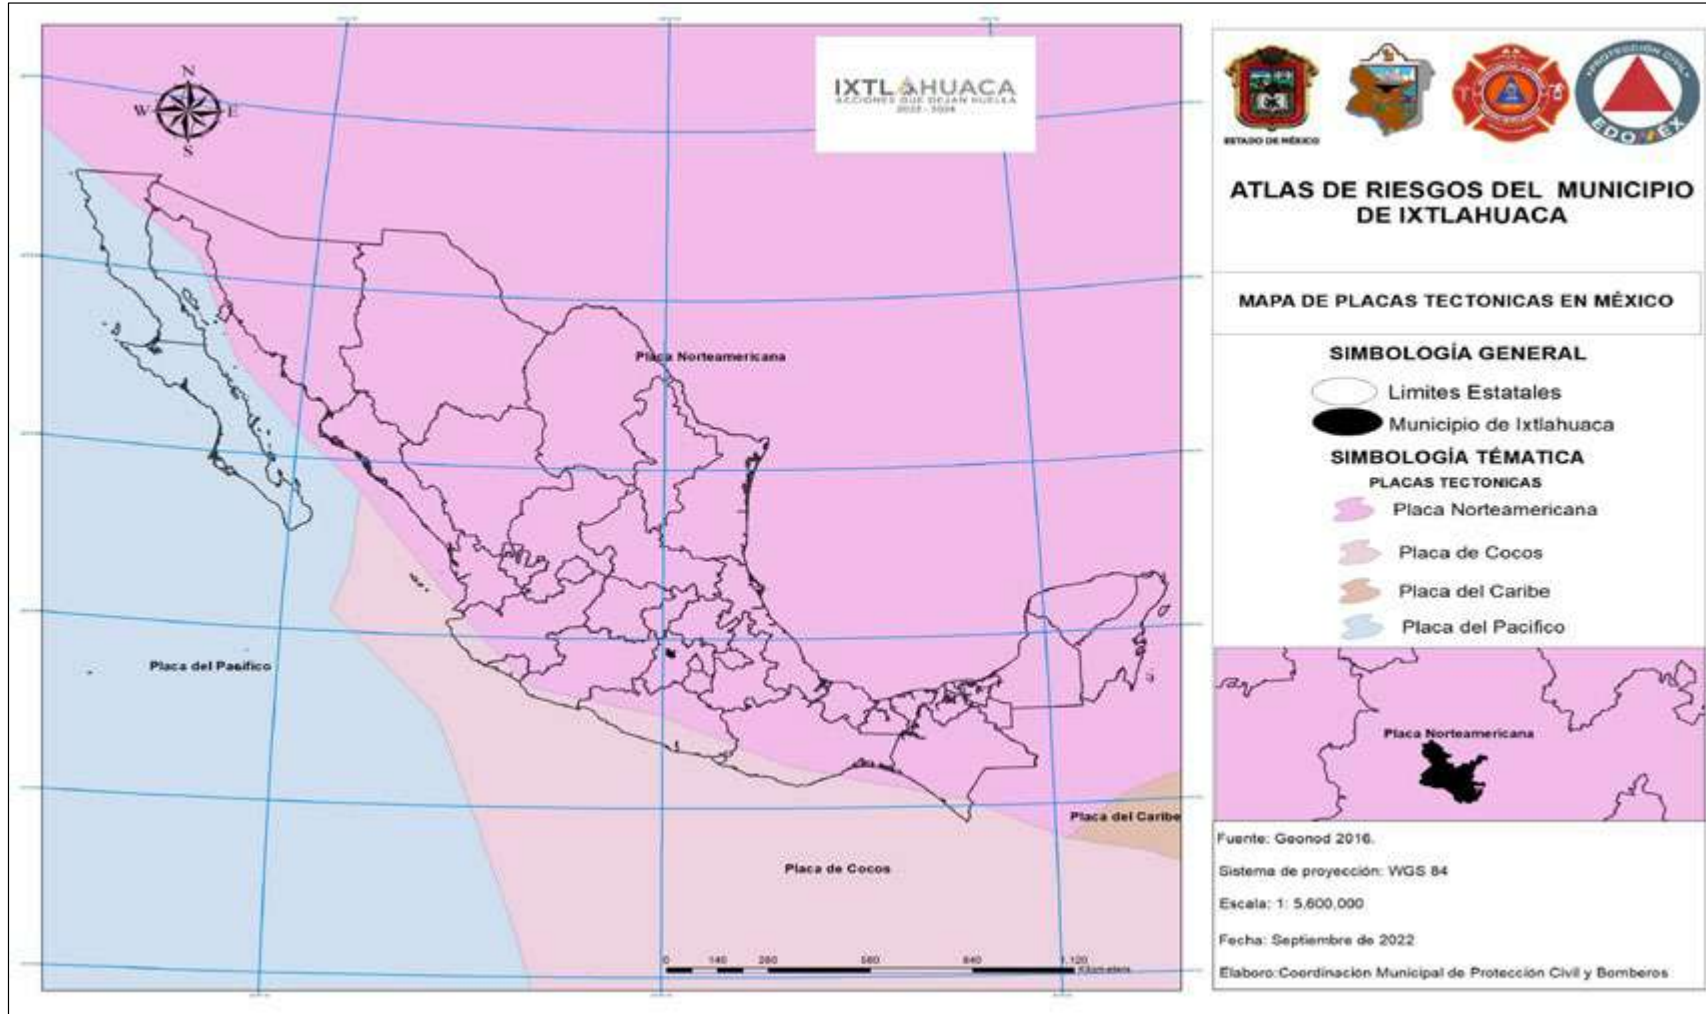 N
W E
S
IXTLAHUACA
ACCIONES QUE DEJAN HUELLA
2022 - 2024
Placa Norteamericana
Placa del Pacifico
Placa del Caribe
Placa de Cocos
0 140 280 560 840 1,120
ESTADO DE MÉXICO
PROTECCIÓN CIVIL
EDOMÉX
ATLAS DE RIESGOS DEL MUNICIPIO
DE IXTLAHUACA
MAPA DE PLACAS TECTONICAS EN MÉXICO
SIMBOLOGÍA GENERAL
Limites Estatales
Municipio de Ixtlahuaca
SIMBOLOGÍA TÉMATICA
PLACAS TECTONICAS
Placa Norteamericana
Placa de Cocos
Placa del Caribe
Placa del Pacifico
Placa Norteamericana
Fuente: Geonod 2016.
Sistema de proyección: WGS 84
Escala: 1: 5,600,000
Fecha: Septiembre de 2022
Elaboro:Coordinación Municipal de Protección Civil y Bomberos